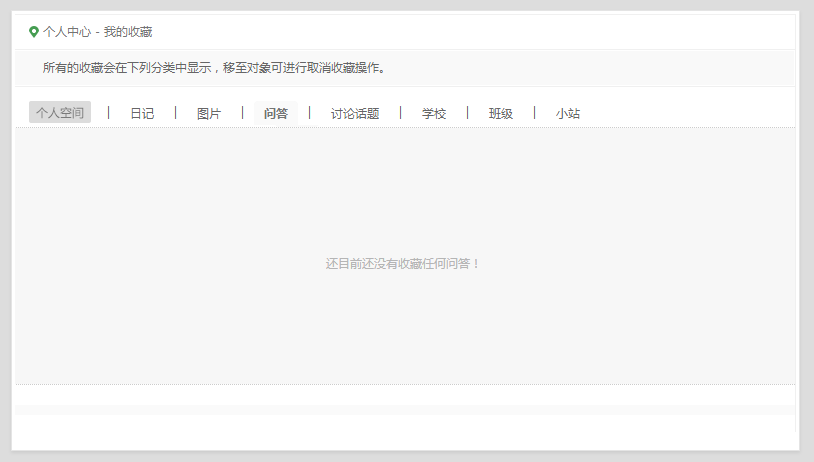 个人中心 - 我的收藏
所有的收藏会在下列分类中显示，移至对象可进行取消收藏操作。
个人空间 | 日记 | 图片 | 问答 | 讨论话题 | 学校 | 班级 | 小站
还目前还没有收藏任何问答！